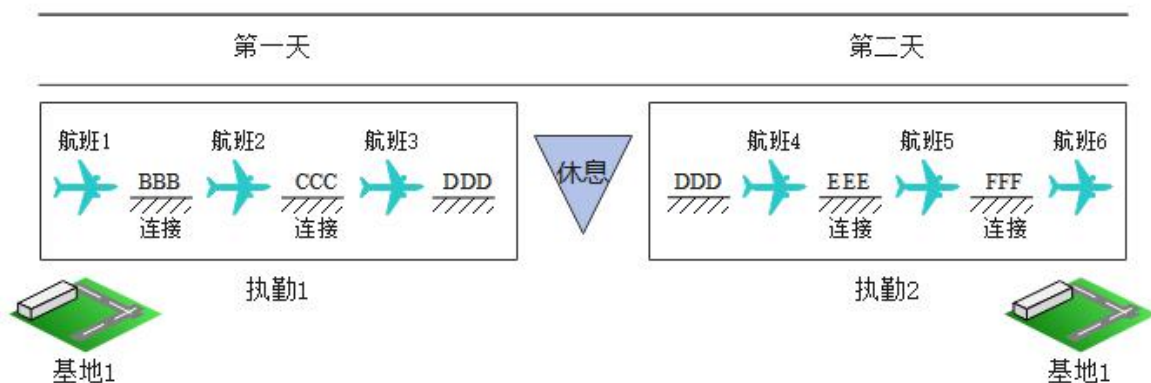 第一天 第二天
航班1 航班2 航班3 航班4 航班5 航班6
BBB CCC DDD 休息 DDD EEE FFF
连接 连接 连接 连接
执勤1 执勤2
基地1 基地1